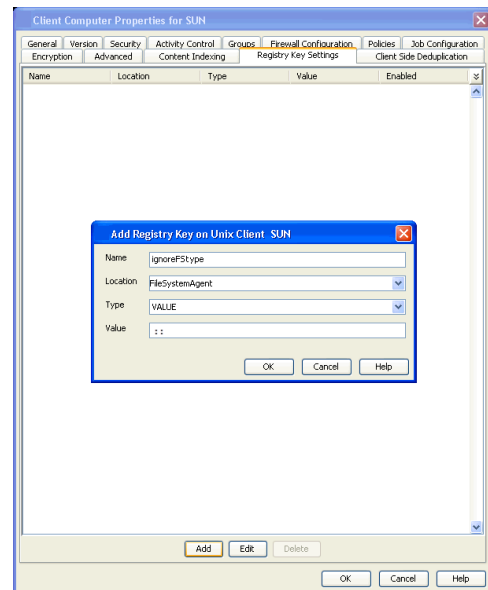 Client Computer Properties for SUN
General Version Security Activity Control Groups Firewall Configuration Policies Job Configuration
Encryption Advanced Content Indexing Registry Key Settings Client Side Deduplication
Name Location Type Value Enabled
Add Registry Key on Unix Client SUN
Name ignoreFStype
Location FileSystemAgent
Type VALUE
Value ::
OK Cancel Help
Add Edit Delete
OK Cancel Help